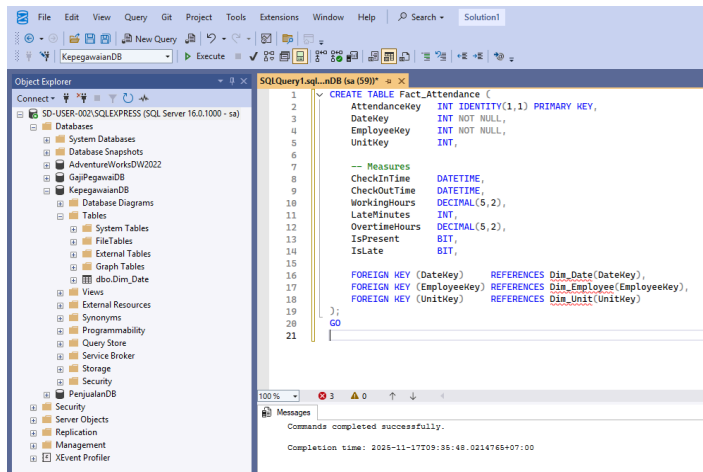 File Edit View Query Git Project Tools Extensions Window Help Search Solution1
New Query
KepegawaianDB Execute
Object Explorer
SQLQuery1.sql...nDB (sa (59))*
Connect
SD-USER-002\SQLEXPRESS (SQL Server 16.0.1000 - sa)
Databases
System Databases
Database Snapshots
AdventureWorksDW2022
GajiPegawaiDB
KepegawaianDB
Database Diagrams
Tables
System Tables
FileTables
External Tables
Graph Tables
dbo.Dim_Date
Views
External Resources
Synonyms
Programmability
Query Store
Service Broker
Storage
Security
PenjualanDB
Security
Server Objects
Replication
Management
XEvent Profiler
1 CREATE TABLE Fact_Attendance (
2 AttendanceKey INT IDENTITY(1,1) PRIMARY KEY,
3 DateKey INT NOT NULL,
4 EmployeeKey INT NOT NULL,
5 UnitKey INT,
6
7 -- Measures
8 CheckInTime DATETIME,
9 CheckOutTime DATETIME,
10 WorkingHours DECIMAL(5,2),
11 LateMinutes INT,
12 OvertimeHours DECIMAL(5,2),
13 IsPresent BIT,
14 IsLate BIT,
15
16 FOREIGN KEY (DateKey) REFERENCES Dim_Date(DateKey),
17 FOREIGN KEY (EmployeeKey) REFERENCES Dim_Employee(EmployeeKey),
18 FOREIGN KEY (UnitKey) REFERENCES Dim_Unit(UnitKey)
19 );
20 GO
21
100 % 3 0
Messages
Commands completed successfully.
Completion time: 2025-11-17T09:35:48.0214765+07:00